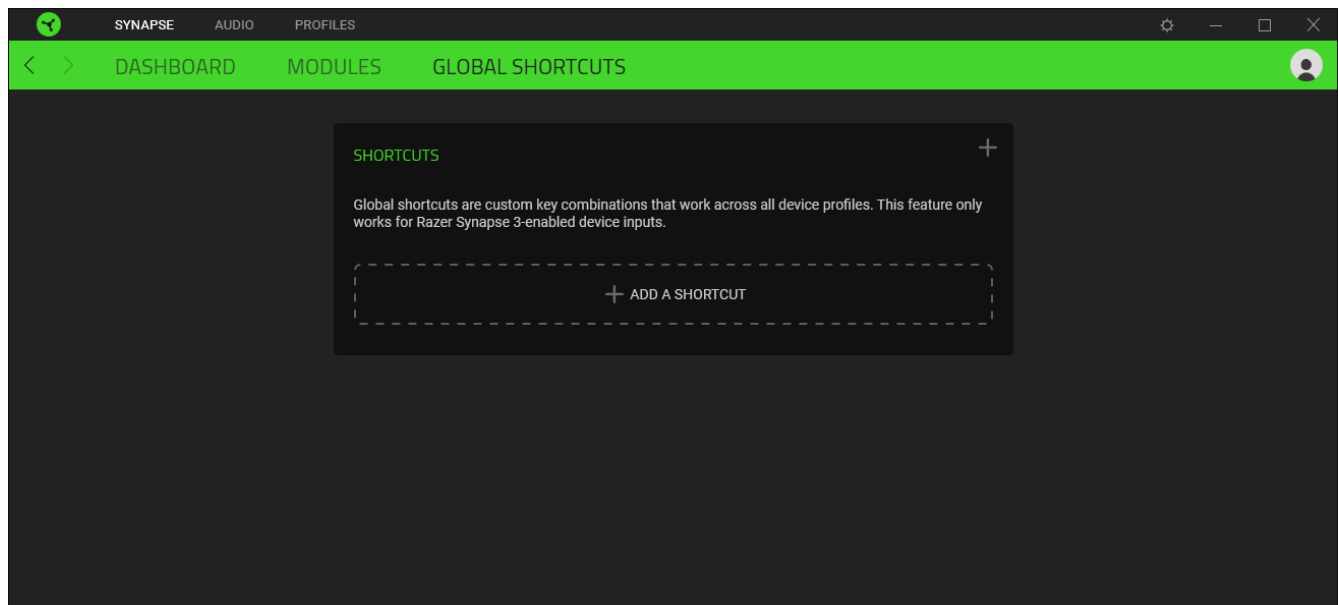 SYNAPSE AUDIO PROFILES
DASHBOARD MODULES GLOBAL SHORTCUTS
SHORTCUTS
Global shortcuts are custom key combinations that work across all device profiles. This feature only
works for Razer Synapse 3-enabled device inputs.
ADD A SHORTCUT